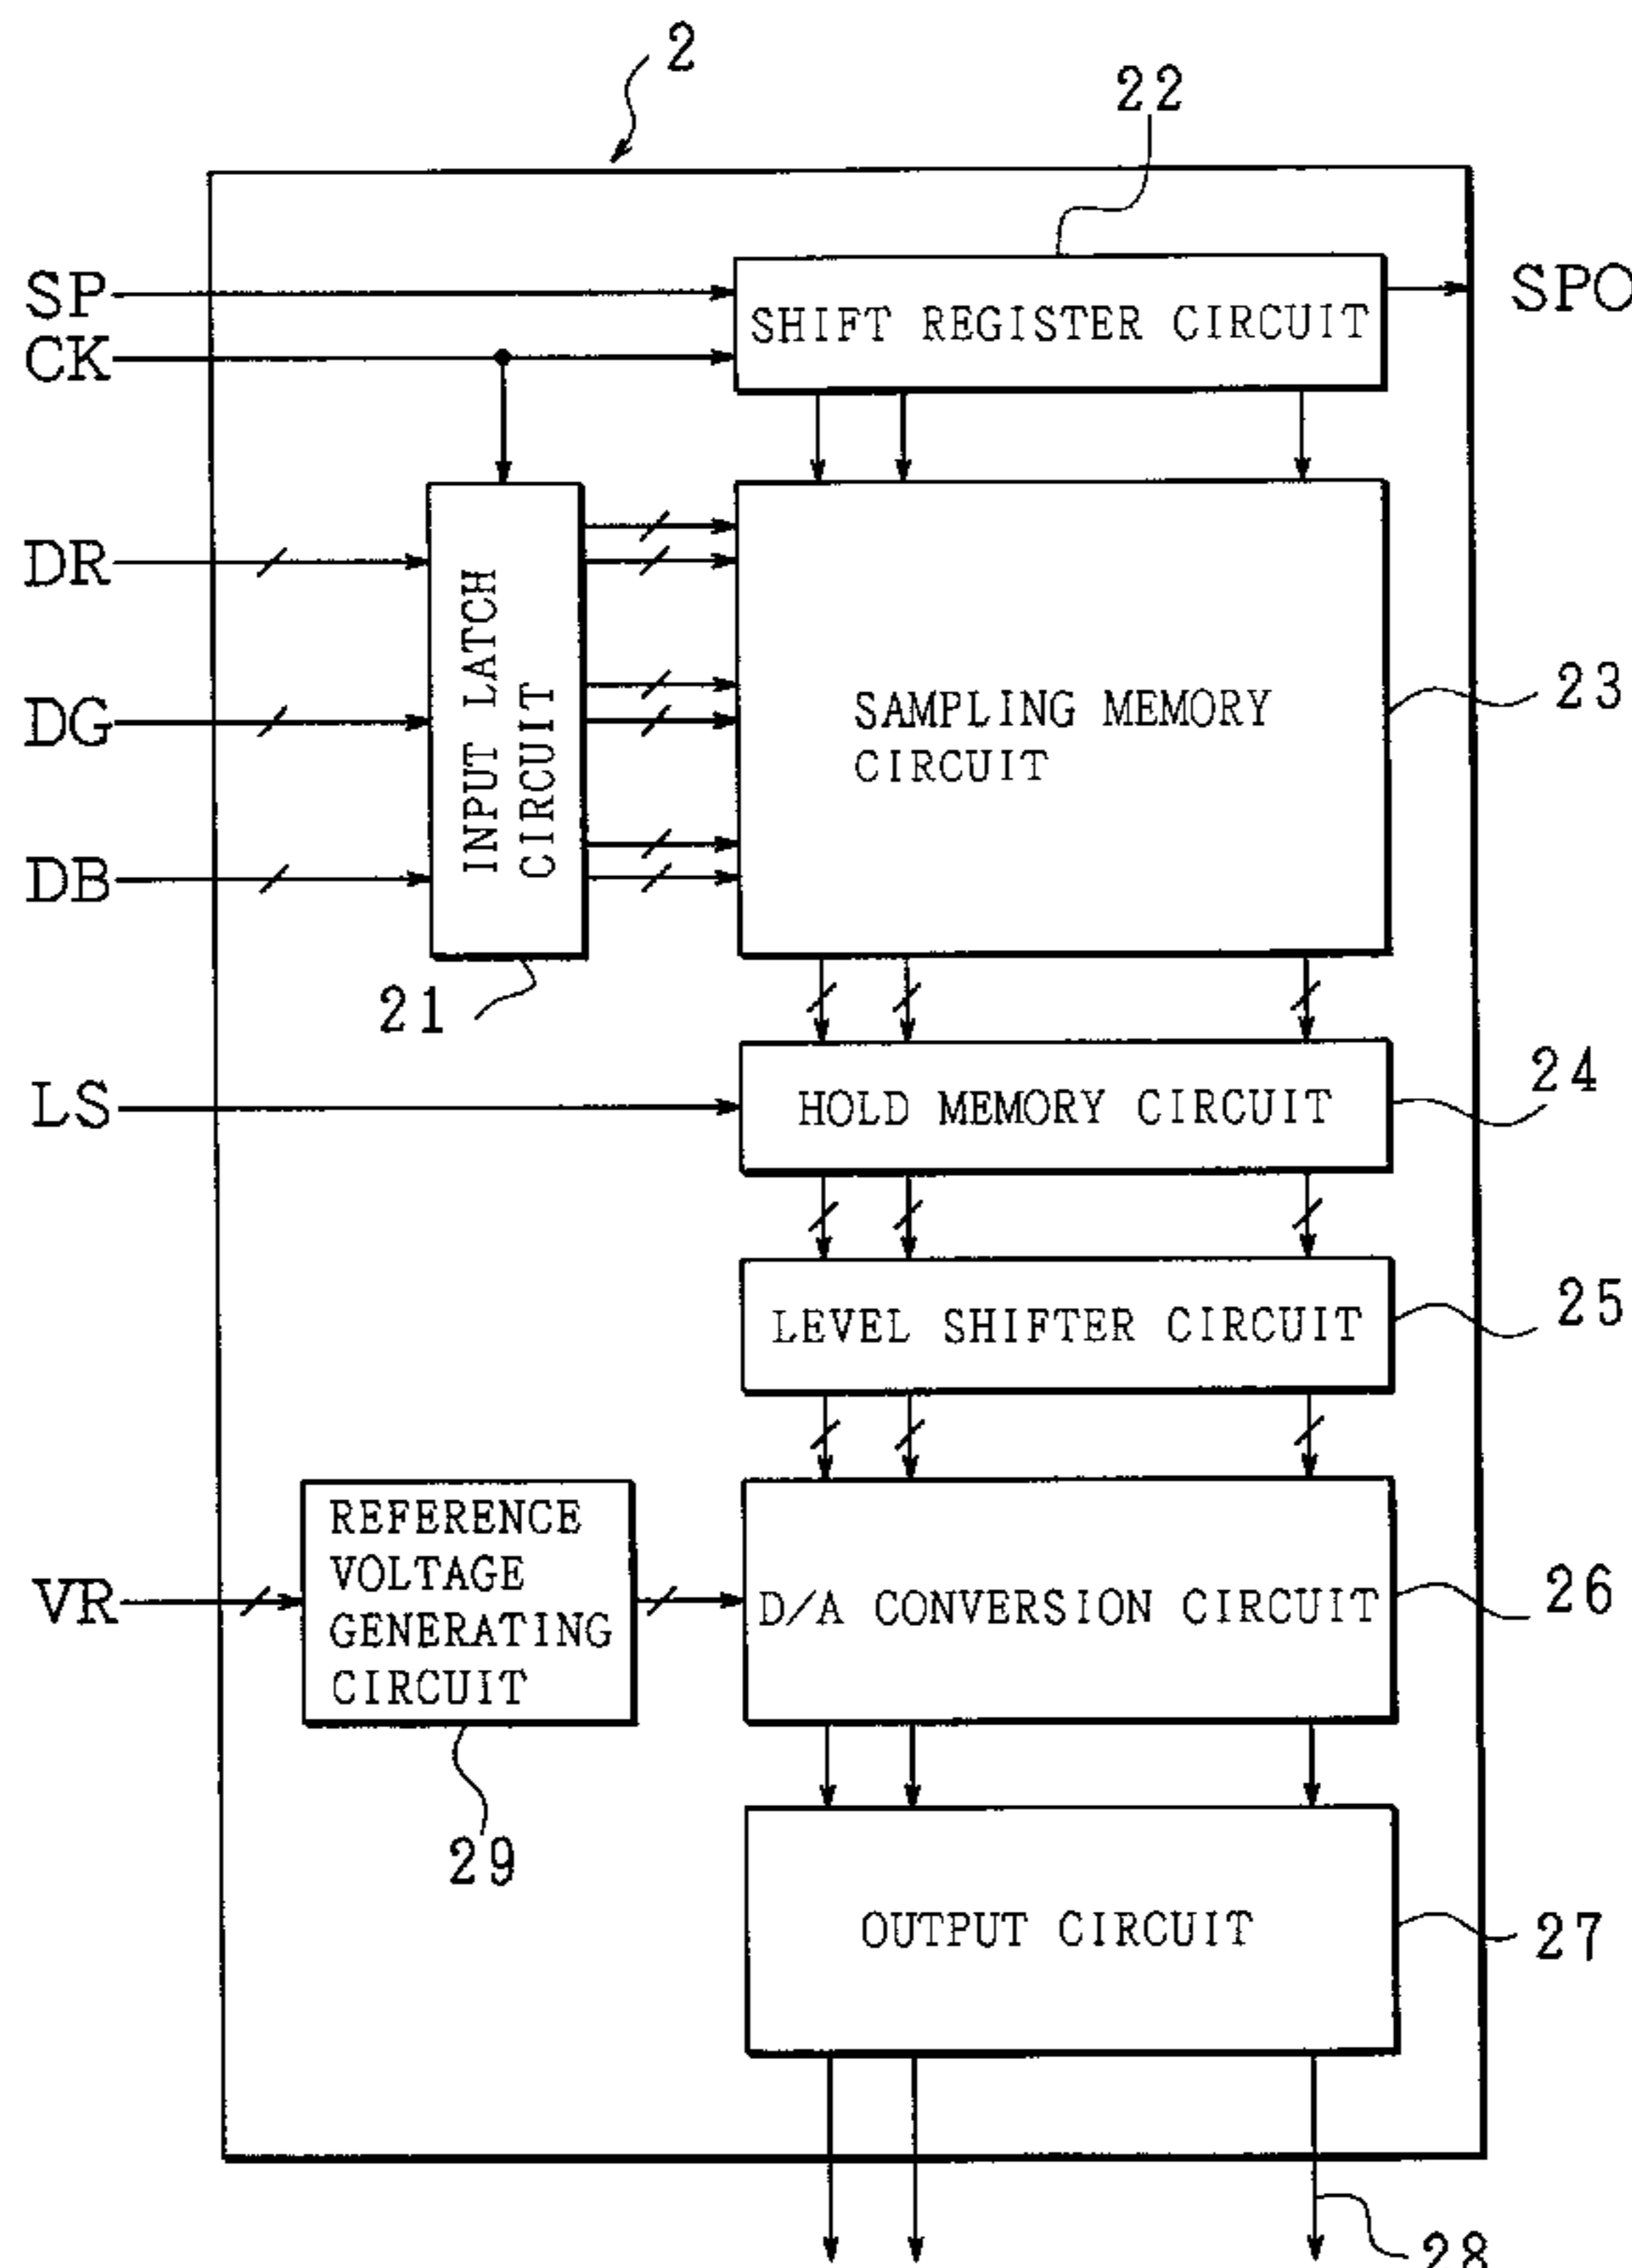 2
22
SP
SHIFT REGISTER CIRCUIT
SPO
CK
DR
DG
DB
INPUT LATCH
CIRCUIT
21
SAMPLING MEMORY
CIRCUIT
23
LS
HOLD MEMORY CIRCUIT
24
LEVEL SHIFTER CIRCUIT
25
VR
REFERENCE
VOLTAGE
GENERATING
CIRCUIT
29
D/A CONVERSION CIRCUIT
26
OUTPUT CIRCUIT
27
28